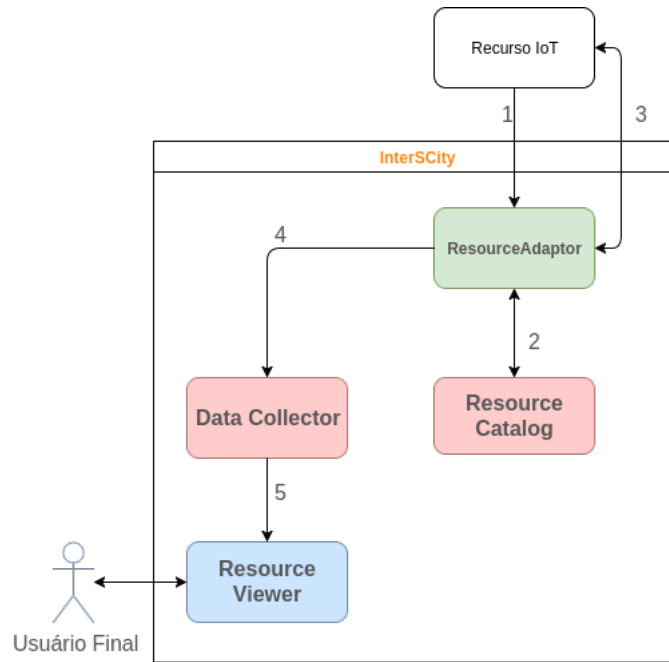 Recurso IoT
1
3
InterSCity
ResourceAdaptor
4
2
Data Collector
Resource
Catalog
5
Resource
Viewer
Usuário Final